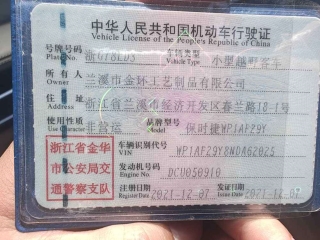 中华人民共和国机动车行驶证
Vehicle License of the People's Republic of China
号牌号码 车辆类型 小型越野客车
Plate No. Vehicle Type
所有人 兰溪市金环工艺制品有限公司
Owner
住址 浙江省兰溪市经济开发区春兰路18-1号
Address
使用性质 非营运 品牌型号 保时捷WP1AF29Y
Use Character Model
浙江省金华 车辆识别代号 WP1AF29Y8NDA62025
市公安局交 VIN
通警察支队 发动机号码 DCU050910
Engine No.
注册日期 2021-12-07 发证日期
Register Date Issue Date